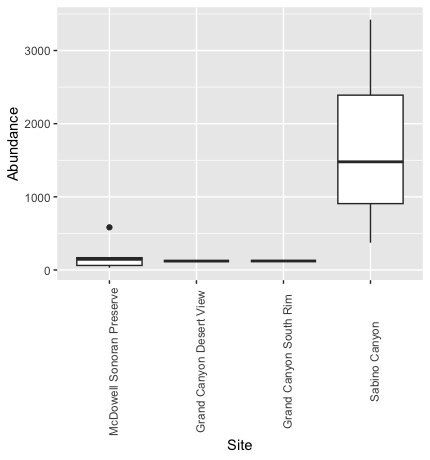 3000
2000
1000
0
Abundance
McDowell Sonoran Preserve
Grand Canyon Desert View
Grand Canyon South Rim
Sabino Canyon
Site